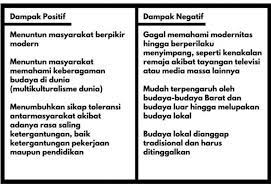 Dampak Positif
Menuntun masyarakat berpikir
modern
Menuntun masyarakat
memahami keberagaman
budaya di dunia
(multikulturalisme dunia)
Menumbuhkan sikap toleransi
antarmasyarakat akibat
adanya rasa saling
ketergantungan, baik
ketergantungan pekerjaan
maupun pendidikan
Dampak Negatif
Gagal memahami modernitas
hingga berperilaku
menyimpang, seperti kenakalan
remaja akibat tayangan televisi
atau media massa lainnya
Mudah terpengaruh oleh
budaya-budaya Barat dan
budaya luar hingga melupakan
budaya lokal
Budaya lokal dianggap
tradisional dan harus
ditinggalkan